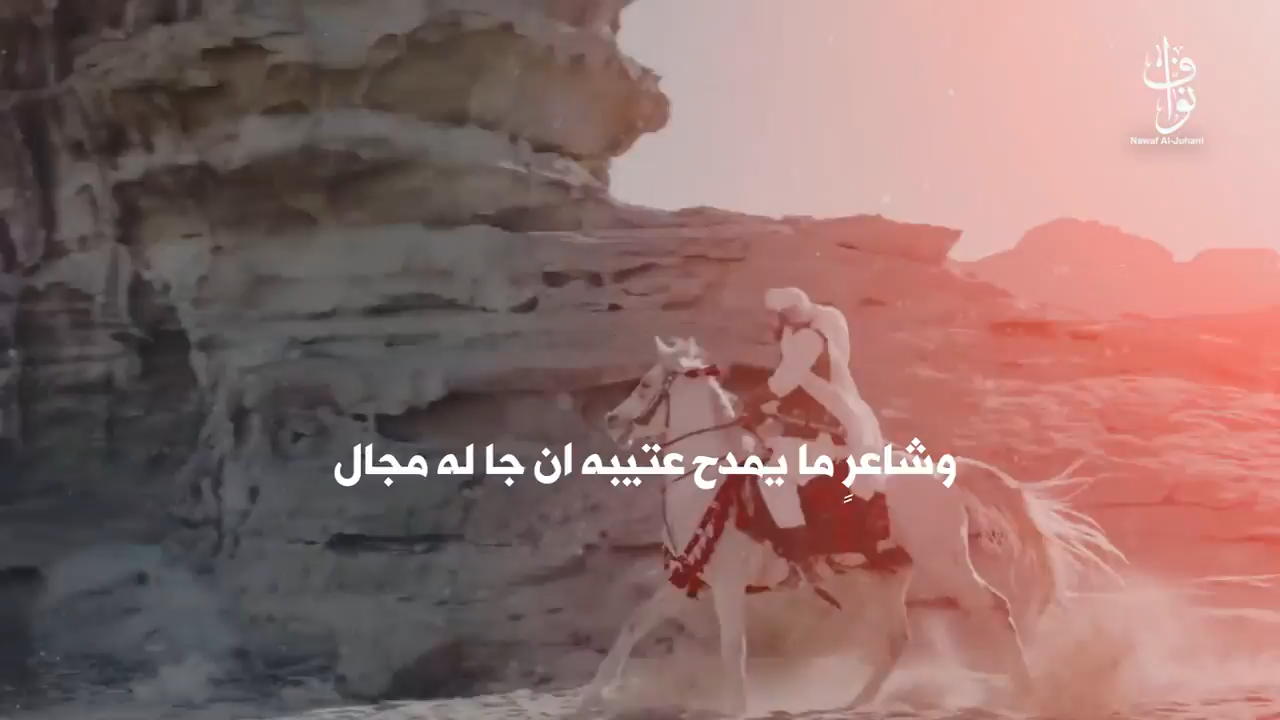 نواف
Nawaf Al-Juhani
وشاعرٍ ما يمدح عتيبه ان جا له مجال